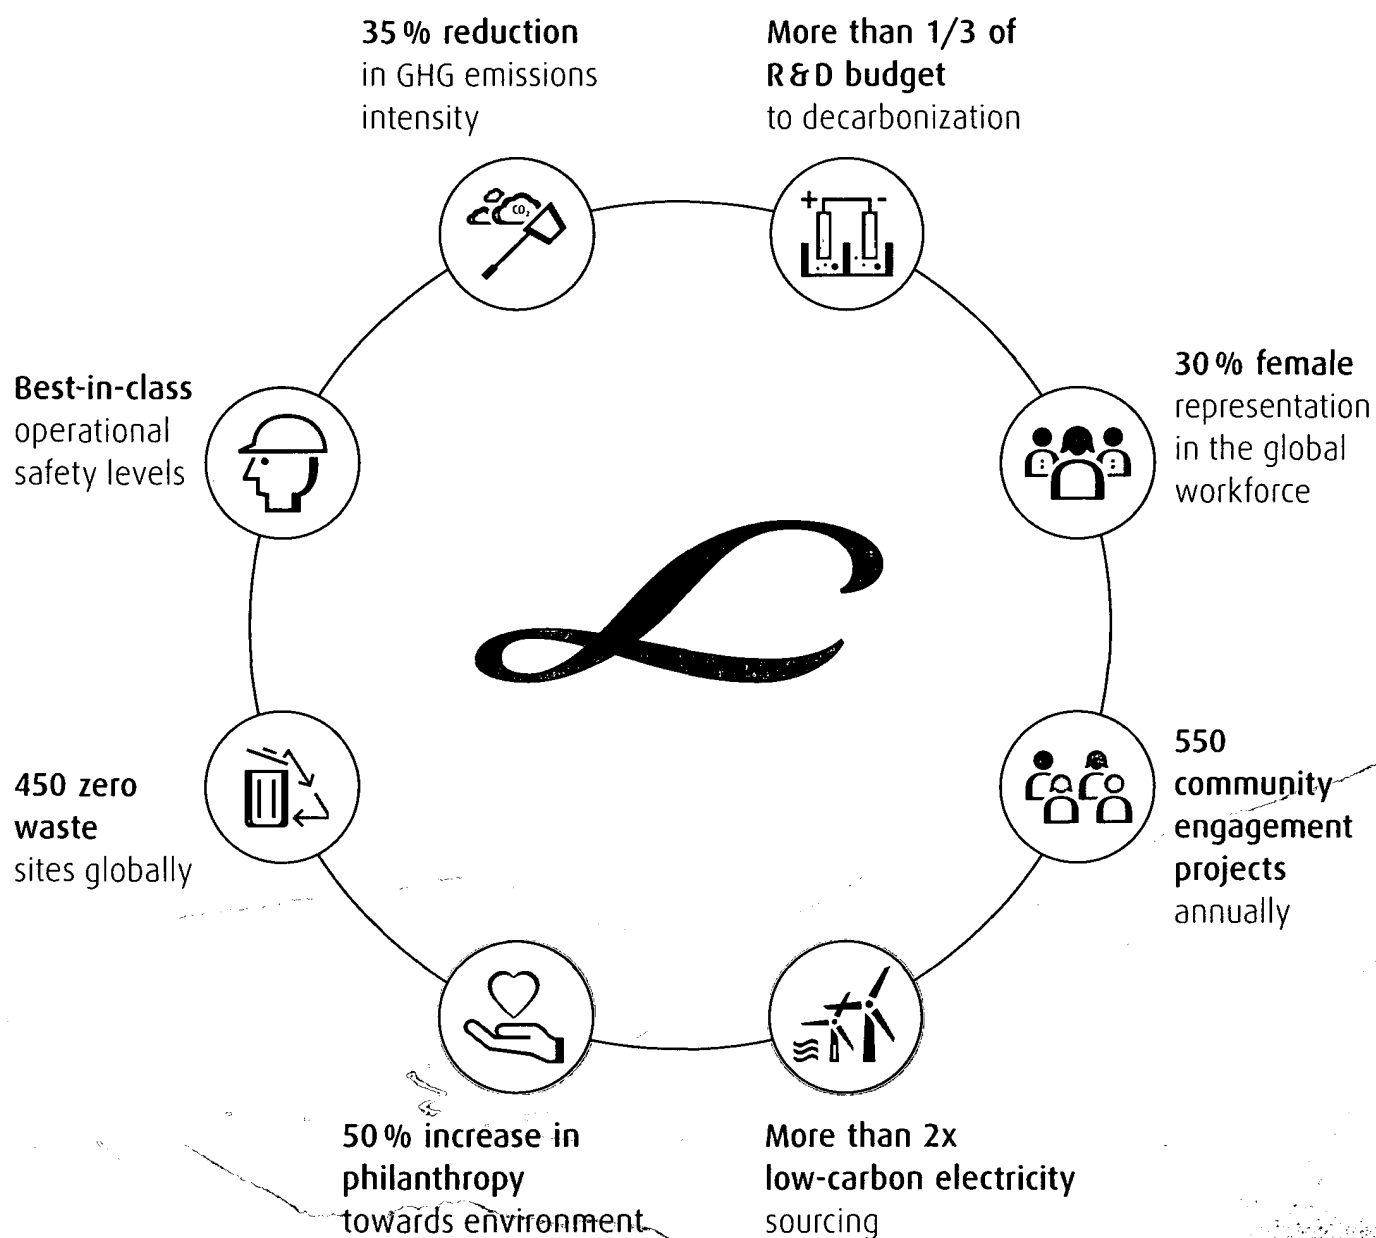 35 % reduction
in GHG emissions
intensity
More than 1/3 of
R&D budget
to decarbonization
CO₂
+ -
30 % female
representation
in the global
workforce
Best-in-class
operational
safety levels
550
community
engagement
projects
annually
450 zero
waste
sites globally
50 % increase in
philanthropy
towards environment
More than 2x
low-carbon electricity
sourcing